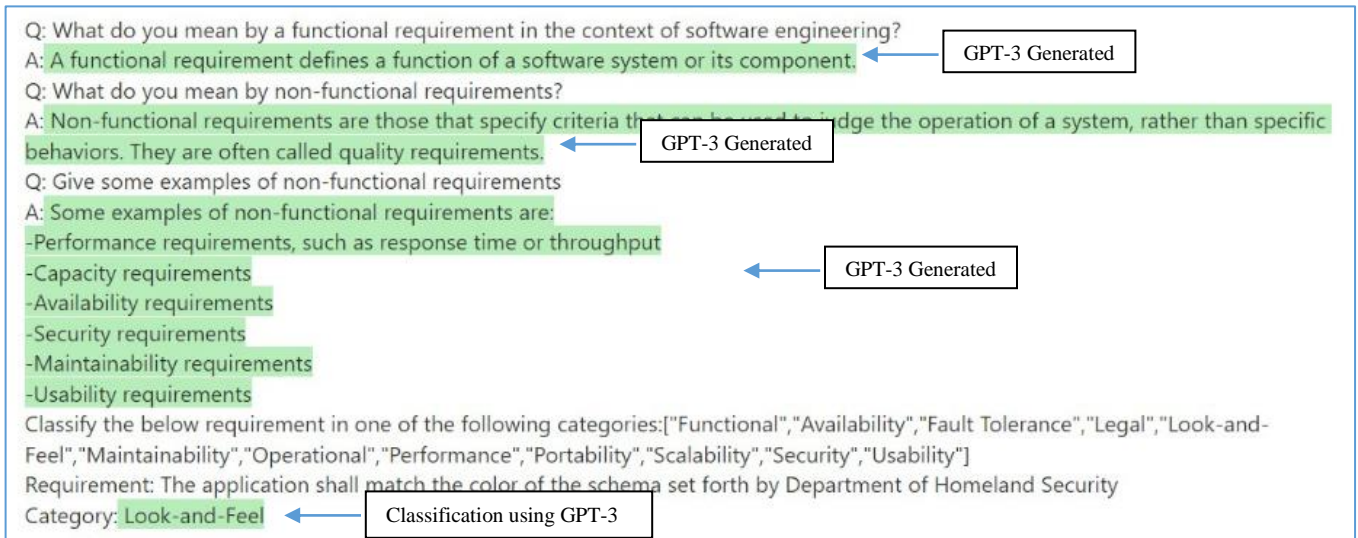 Q: What do you mean by a functional requirement in the context of software engineering?
A: A functional requirement defines a function of a software system or its component.
GPT-3 Generated
Q: What do you mean by non-functional requirements?
A: Non-functional requirements are those that specify criteria that can be used to judge the operation of a system, rather than specific
behaviors. They are often called quality requirements.
GPT-3 Generated
Q: Give some examples of non-functional requirements
A: Some examples of non-functional requirements are:
-Performance requirements, such as response time or throughput
-Capacity requirements
GPT-3 Generated
-Availability requirements
-Security requirements
-Maintainability requirements
-Usability requirements
Classify the below requirement in one of the following categories:["Functional","Availability","Fault Tolerance","Legal","Look-and-
Feel","Maintainability","Operational","Performance","Portability","Scalability","Security","Usability"]
Requirement: The application shall match the color of the schema set forth by Department of Homeland Security
Category: Look-and-Feel
Classification using GPT-3